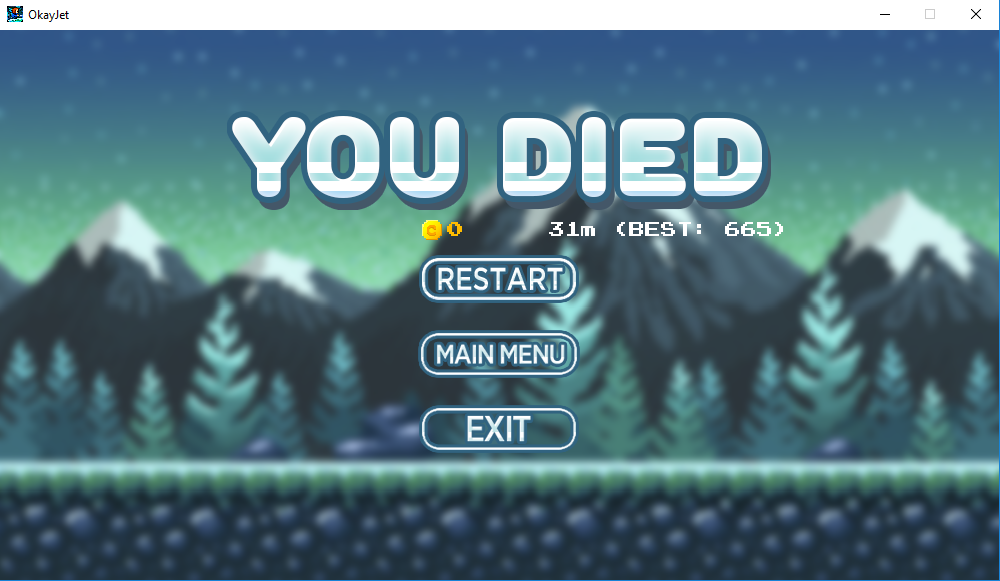 OkayJet
YOU DIED
0 31m (BEST: 665)
RESTART
MAIN MENU
EXIT